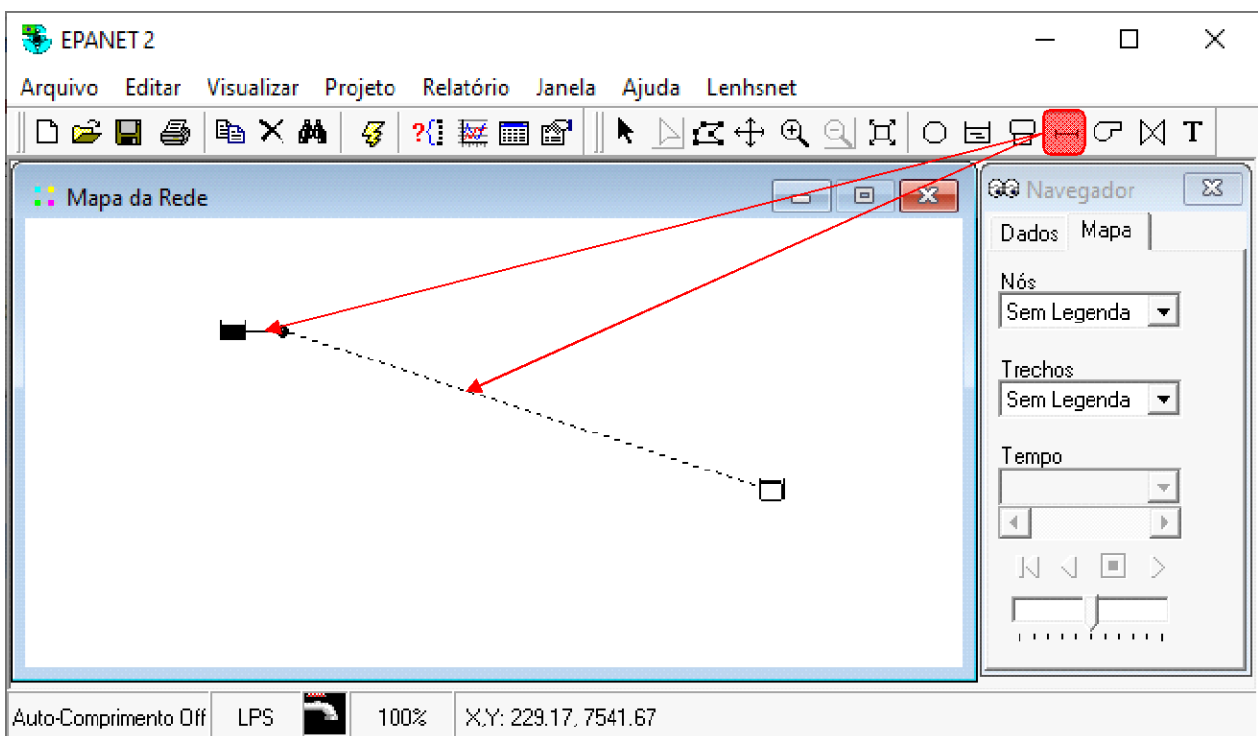 EPANET 2
Arquivo Editar Visualizar Projeto Relatório Janela Ajuda Lenhsnet
T
Mapa da Rede
Navegador
Dados Mapa
Nós
Sem Legenda
Trechos
Sem Legenda
Tempo
Auto-Comprimento Off LPS 100% X,Y: 229.17, 7541.67